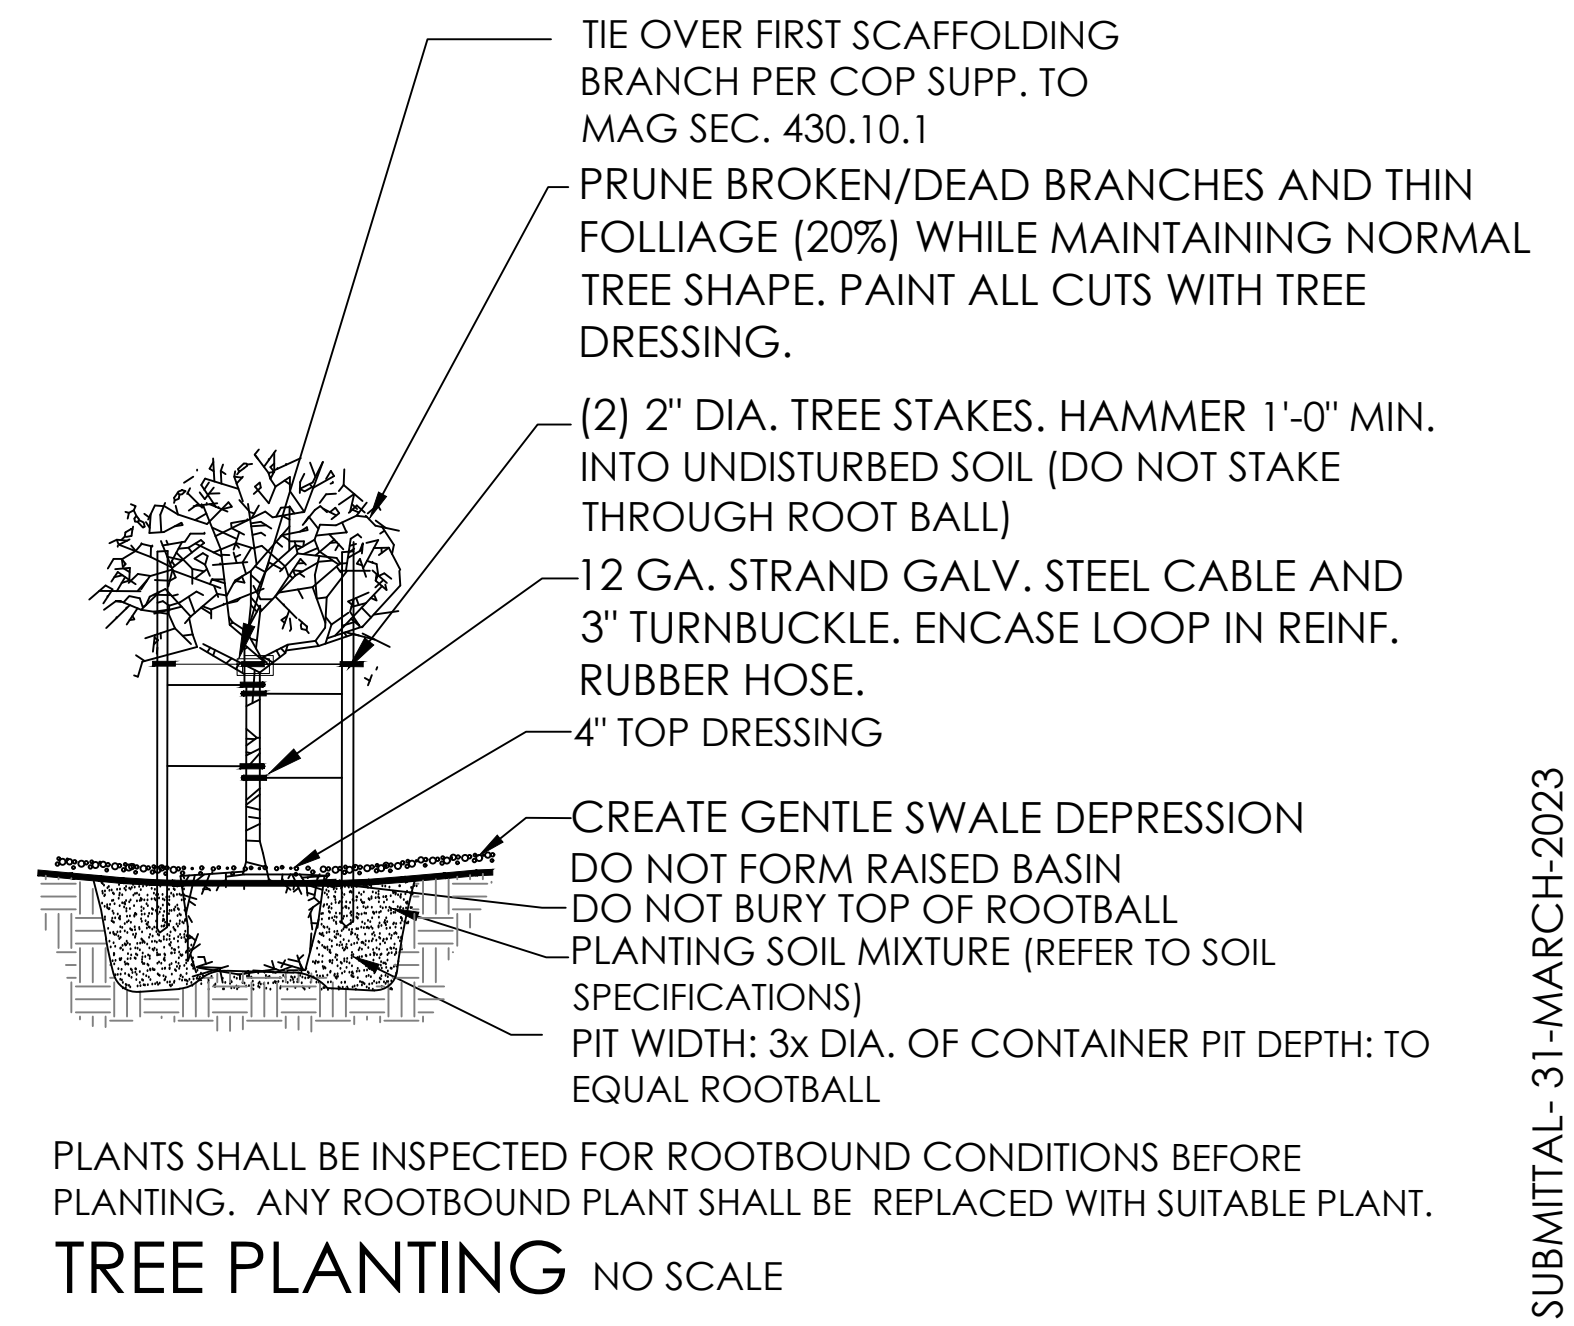 TIE OVER FIRST SCAFFOLDING
BRANCH PER COP SUPP. TO
MAG SEC. 430.10.1
PRUNE BROKEN/DEAD BRANCHES AND THIN
FOLLIAGE (20%) WHILE MAINTAINING NORMAL
TREE SHAPE. PAINT ALL CUTS WITH TREE
DRESSING.
(2) 2" DIA. TREE STAKES. HAMMER 1'-0" MIN.
INTO UNDISTURBED SOIL (DO NOT STAKE
THROUGH ROOT BALL)
12 GA. STRAND GALV. STEEL CABLE AND
3" TURNBUCKLE. ENCASE LOOP IN REINF.
RUBBER HOSE.
4" TOP DRESSING
CREATE GENTLE SWALE DEPRESSION
DO NOT FORM RAISED BASIN
DO NOT BURY TOP OF ROOTBALL
PLANTING SOIL MIXTURE (REFER TO SOIL
SPECIFICATIONS)
PIT WIDTH: 3x DIA. OF CONTAINER PIT DEPTH: TO
EQUAL ROOTBALL
PLANTS SHALL BE INSPECTED FOR ROOTBOUND CONDITIONS BEFORE
PLANTING. ANY ROOTBOUND PLANT SHALL BE REPLACED WITH SUITABLE PLANT.
TREE PLANTING NO SCALE
SUBMITTAL- 31-MARCH-2023